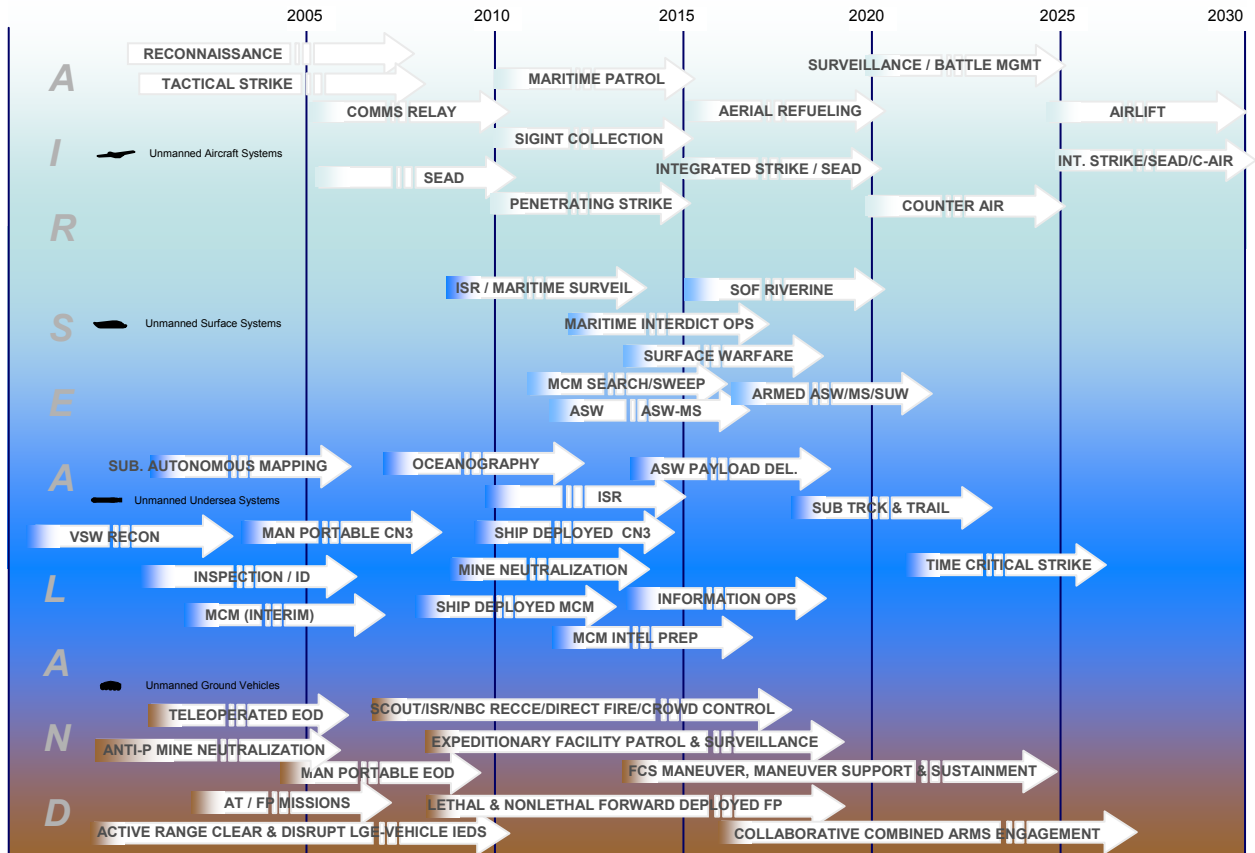 2005 2010 2015 2020 2025 2030
RECONNAISSANCE
SURVEILLANCE / BATTLE MGMT
A
TACTICAL STRIKE
MARITIME PATROL
COMMS RELAY
AERIAL REFUELING
AIRLIFT
SIGINT COLLECTION
I
Unmanned Aircraft Systems
INT. STRIKE/SEAD/C-AIR
INTEGRATED STRIKE / SEAD
SEAD
PENETRATING STRIKE
COUNTER AIR
R
ISR / MARITIME SURVEIL
SOF RIVERINE
S
Unmanned Surface Systems
MARITIME INTERDICT OPS
SURFACE WARFARE
MCM SEARCH/SWEEP
ARMED ASW/MS/SUW
E
ASW ASW-MS
SUB. AUTONOMOUS MAPPING
OCEANOGRAPHY
ASW PAYLOAD DEL.
A
Unmanned Undersea Systems
ISR
SUB TRCK & TRAIL
VSW RECON
MAN PORTABLE CN3
SHIP DEPLOYED CN3
TIME CRITICAL STRIKE
MINE NEUTRALIZATION
INSPECTION / ID
L
INFORMATION OPS
SHIP DEPLOYED MCM
MCM (INTERIM)
MCM INTEL PREP
A
Unmanned Ground Vehicles
SCOUT/ISR/NBC RECCE/DIRECT FIRE/CROWD CONTROL
TELEOPERATED EOD
N
EXPEDITIONARY FACILITY PATROL & SURVEILLANCE
ANTI-P MINE NEUTRALIZATION
MAN PORTABLE EOD
FCS MANEUVER, MANEUVER SUPPORT & SUSTAINMENT
AT / FP MISSIONS
LETHAL & NONLETHAL FORWARD DEPLOYED FP
D
ACTIVE RANGE CLEAR & DISRUPT LGE-VEHICLE IEDS
COLLABORATIVE COMBINED ARMS ENGAGEMENT